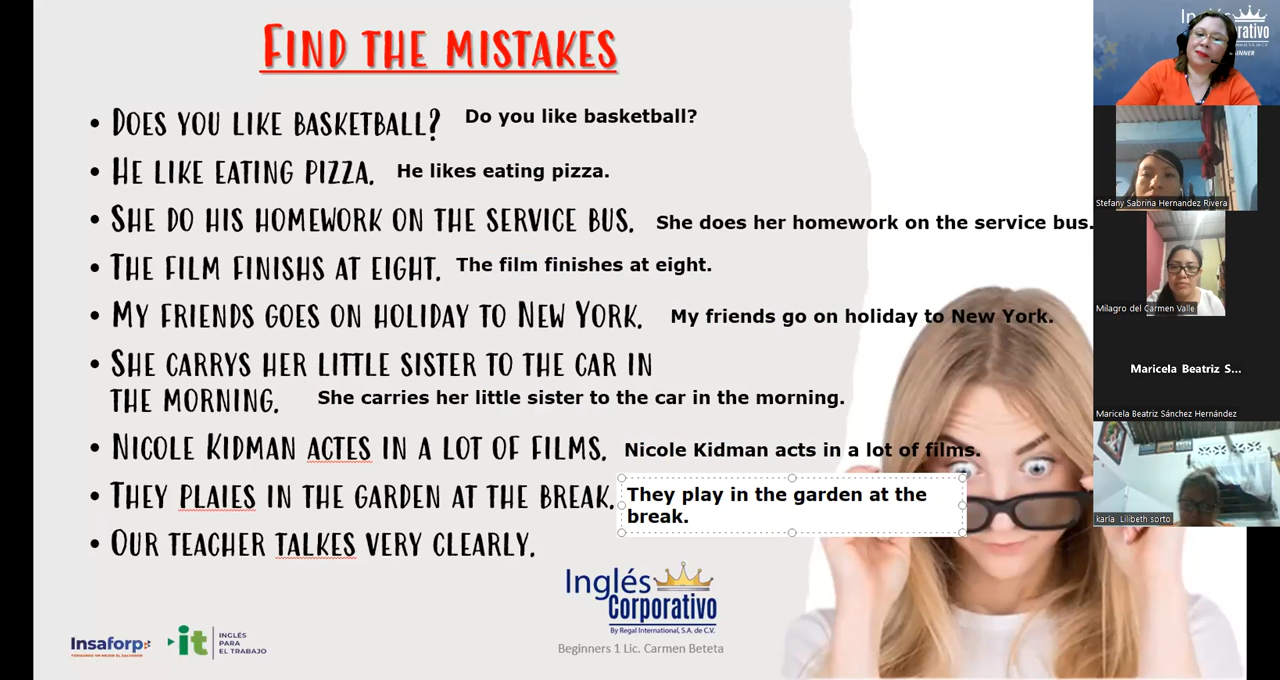 FIND THE MISTAKES
• DOES YOU LIKE BASKETBALL? Do you like basketball?
• HE LIKE EATING PIZZA. He likes eating pizza.
• SHE DO HIS HOMEWORK ON THE SERVICE BUS. She does her homework on the service bus.
• THE FILM FINISHS AT EIGHT. The film finishes at eight.
• MY FRIENDS GOES ON HOLIDAY TO NEW YORK. My friends go on holiday to New York.
• SHE CARRYS HER LITTLE SISTER TO THE CAR IN
THE MORNING. She carries her little sister to the car in the morning.
• NICOLE KIDMAN ACTES IN A LOT OF FILMS. Nicole Kidman acts in a lot of films.
• THEY PLAIES IN THE GARDEN AT THE BREAK. They play in the garden at the
break.
• OUR TEACHER TALKES VERY CLEARLY.
Inglés
Corporativo
By Regal International, S.A. de C.V.
Beginners 1 Lic. Carmen Beteta
Insaforp
it
INGLÉS
PARA
EL TRABAJO
Stefany Sabrina Hernandez Rivera
Milagro del Carmen Valle
Maricela Beatriz S...
Maricela Beatriz Sánchez Hernández
karla Lilibeth sorto